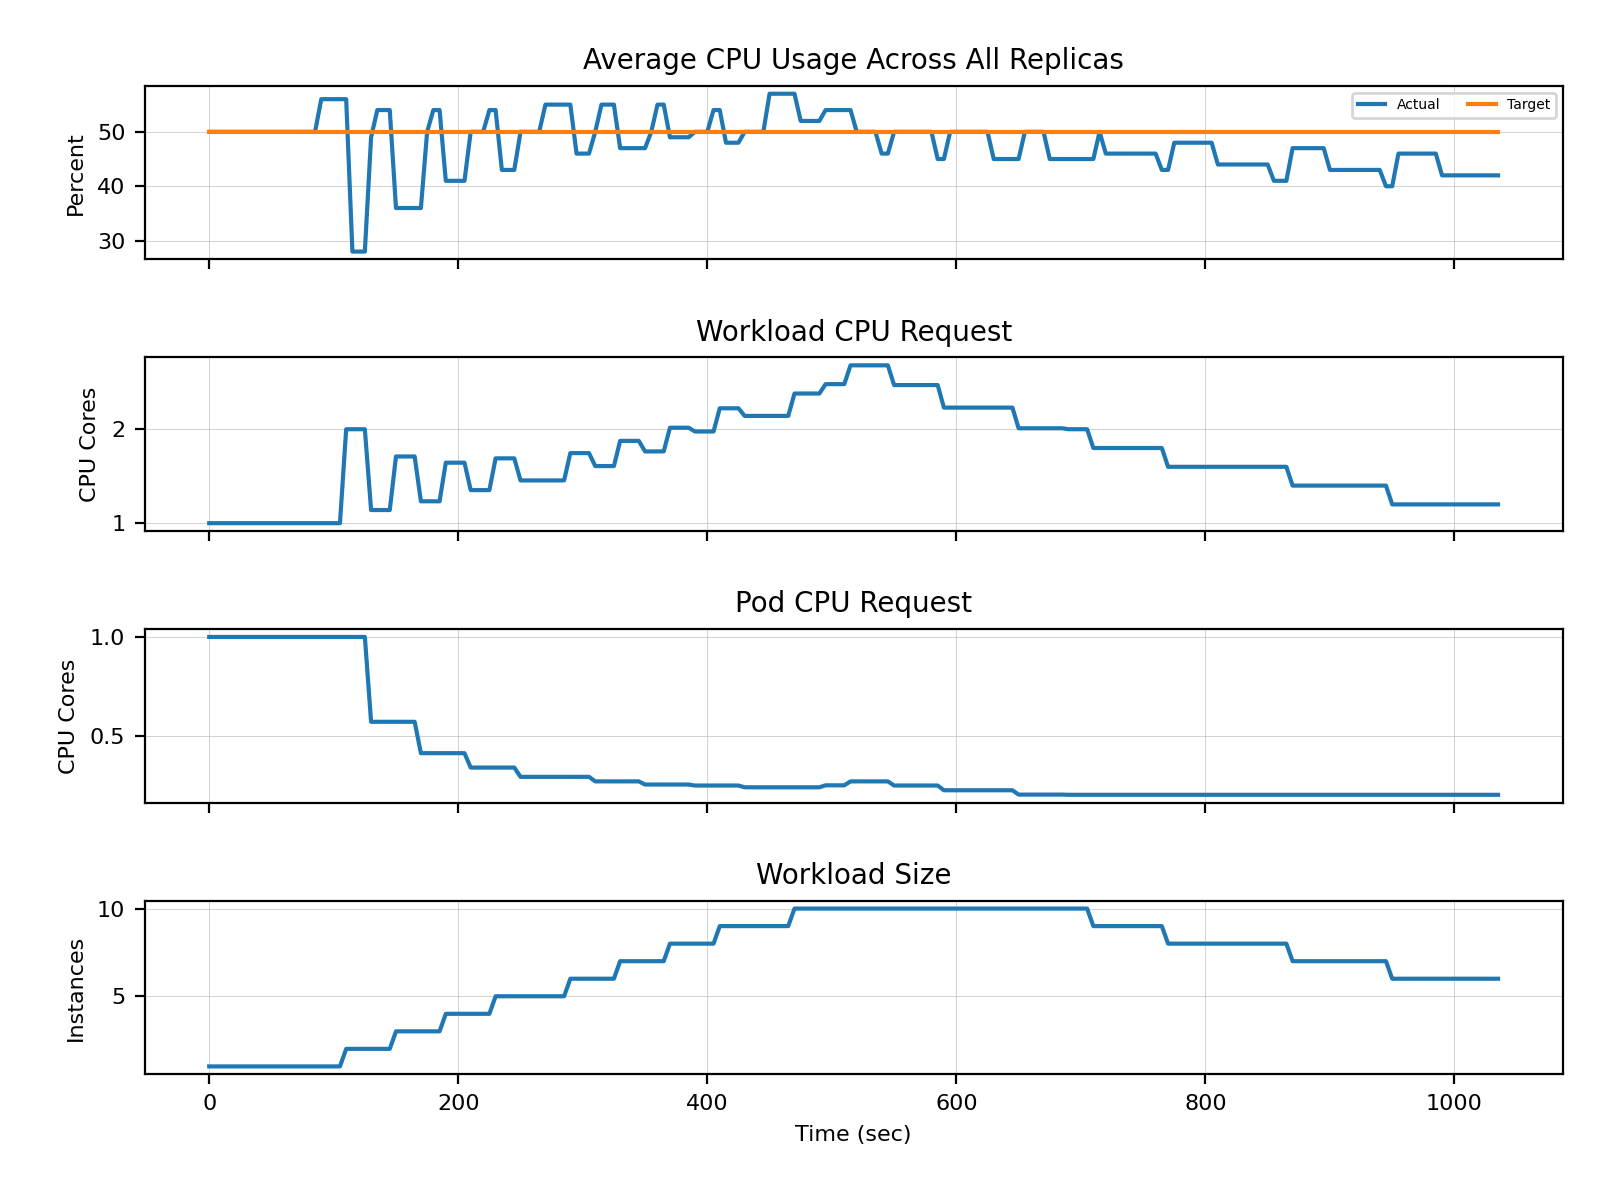 Average CPU Usage Across All Replicas
Percent
50
40
30
Actual
Target
Workload CPU Request
CPU Cores
2
1
Pod CPU Request
CPU Cores
1.0
0.5
Workload Size
Instances
10
5
0 200 400 600 800 1000
Time (sec)